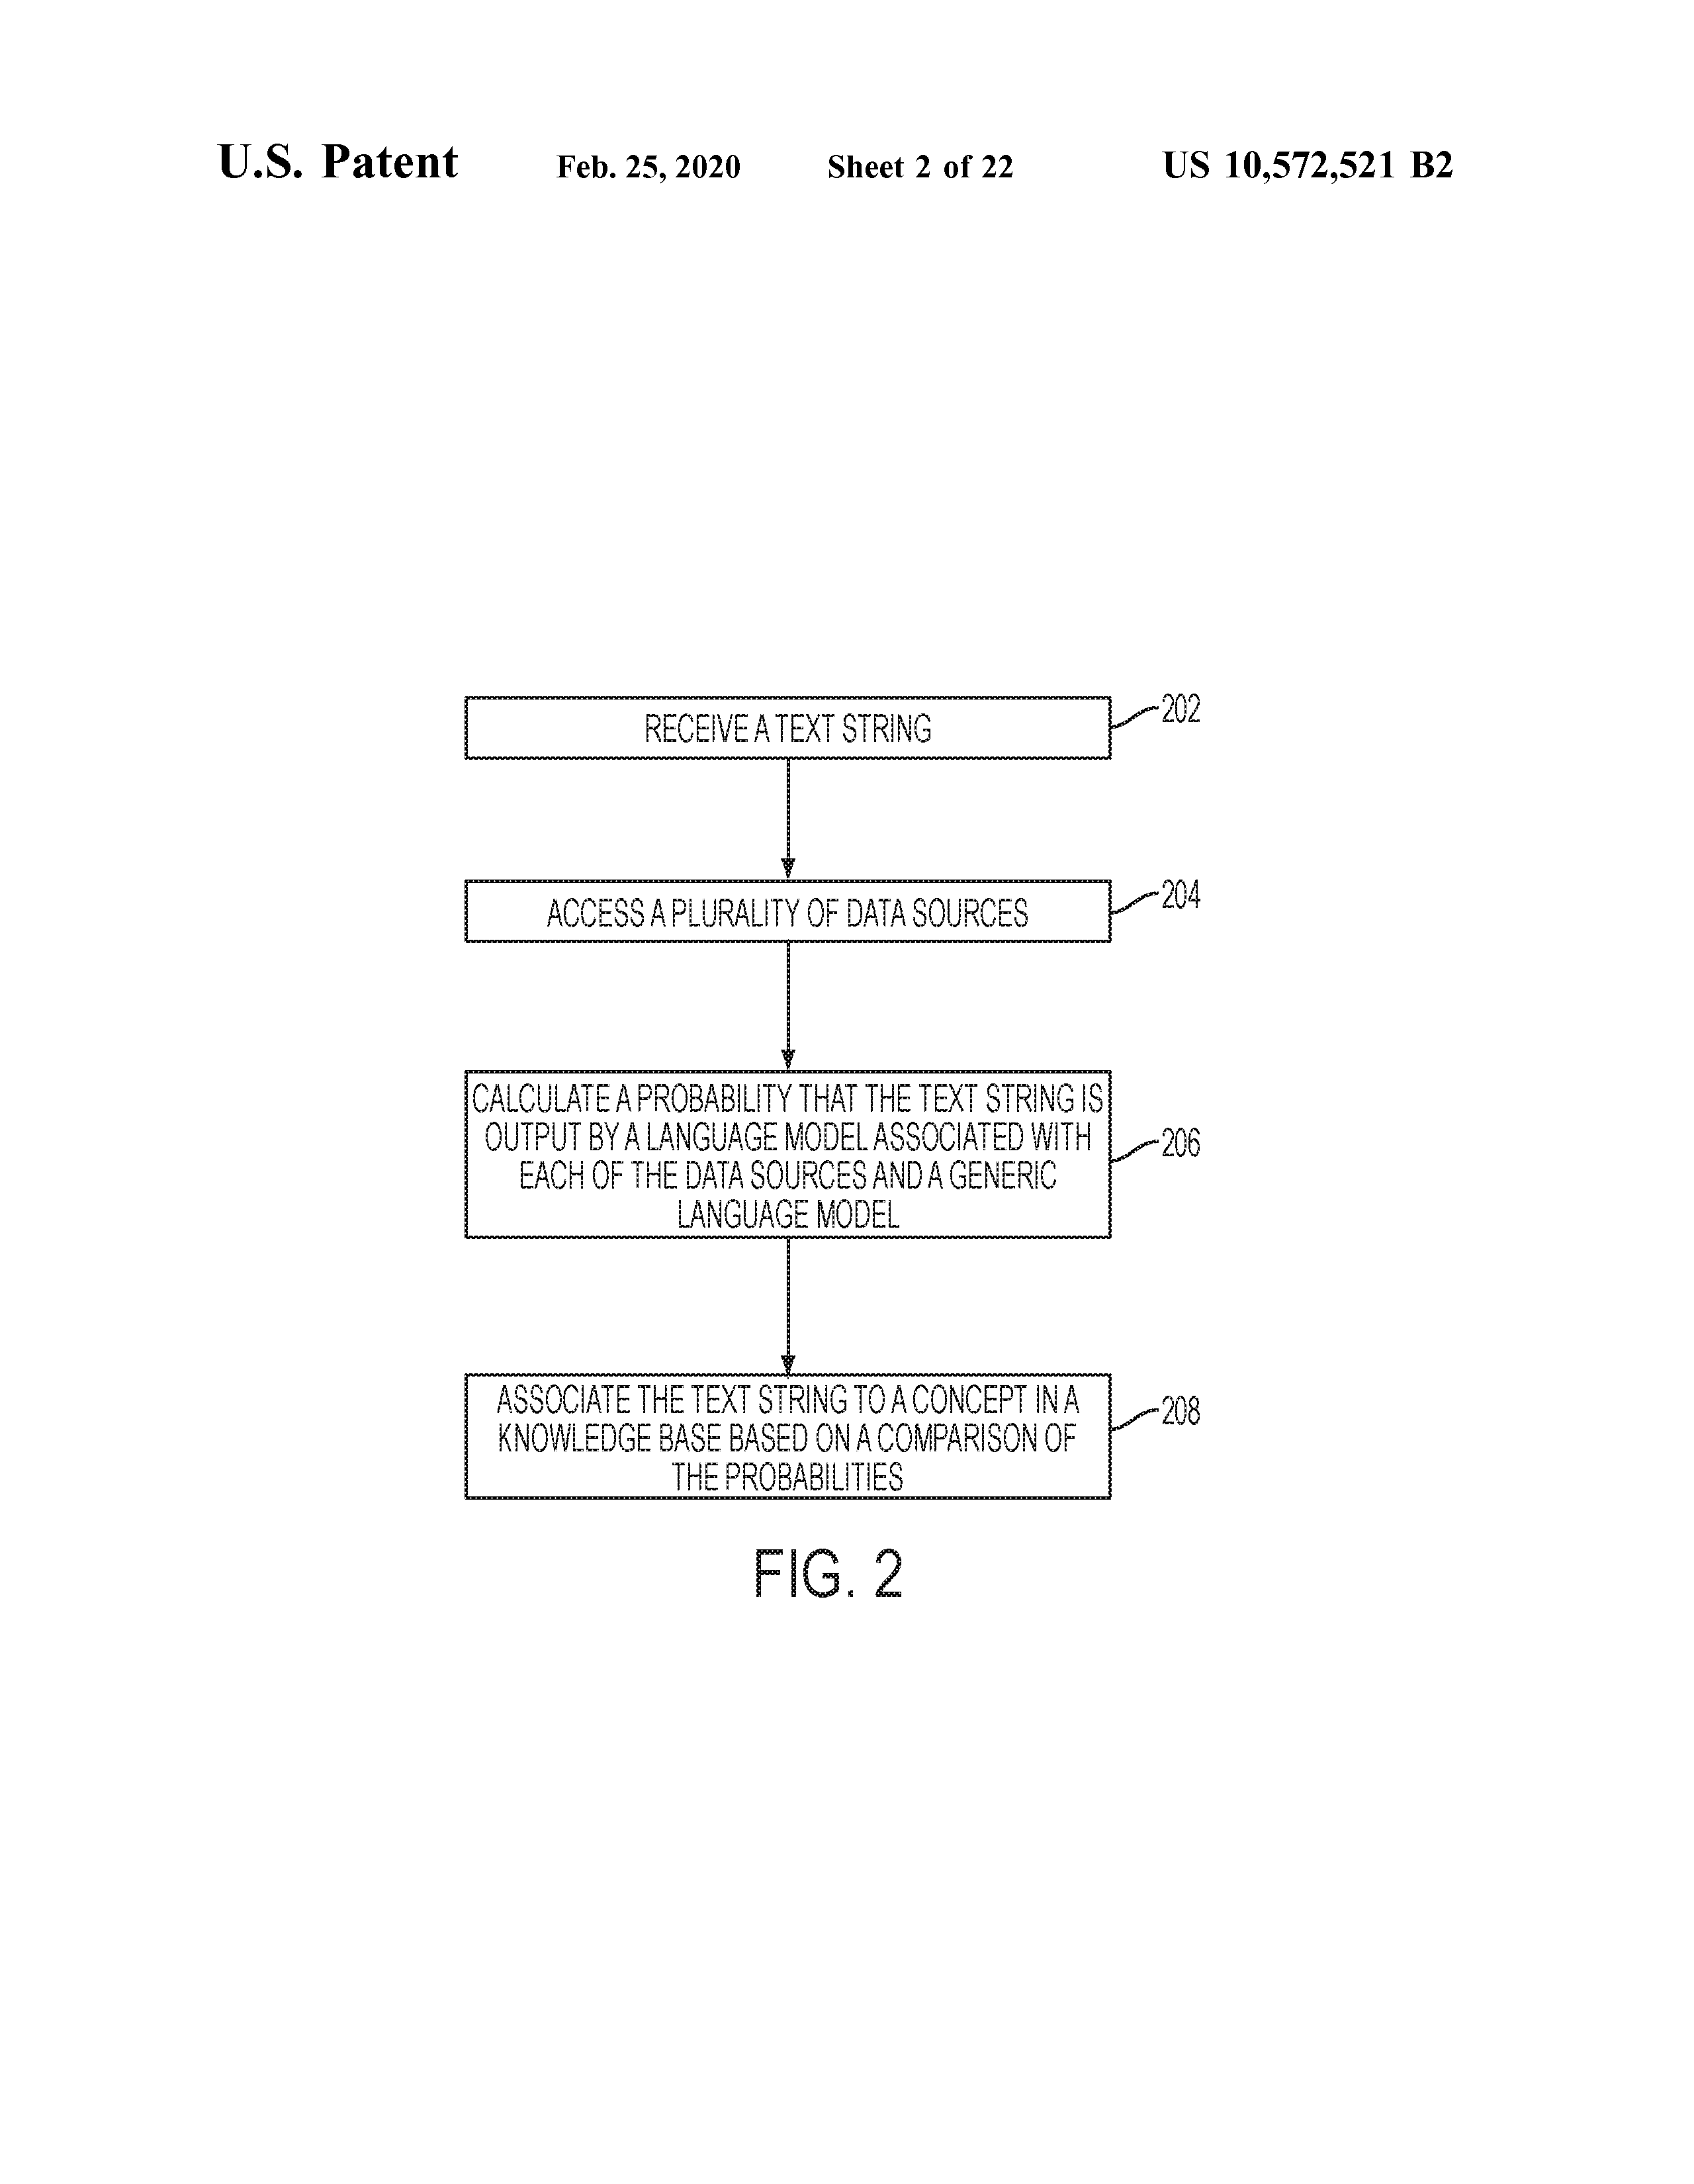 U.S. Patent Feb. 25, 2020 Sheet 2 of 22 US 10,572,521 B2
RECEIVE A TEXT STRING
202
ACCESS A PLURALITY OF DATA SOURCES
204
CALCULATE A PROBABILITY THAT THE TEXT STRING IS
OUTPUT BY A LANGUAGE MODEL ASSOCIATED WITH
EACH OF THE DATA SOURCES AND A GENERIC
LANGUAGE MODEL
206
ASSOCIATE THE TEXT STRING TO A CONCEPT IN A
KNOWLEDGE BASE BASED ON A COMPARISON OF
THE PROBABILITIES
208
FIG. 2